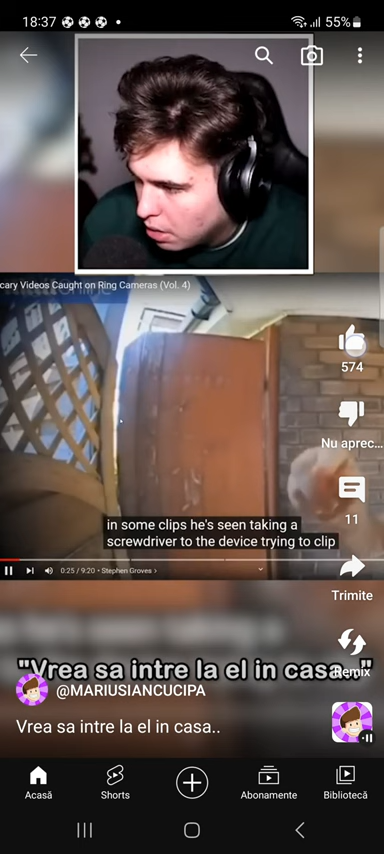 18:37
55%
cary Videos Caught on Ring Cameras (Vol. 4)
574
Nu aprec...
in some clips he's seen taking a
screwdriver to the device trying to clip
11
0:25 / 9:20 • Stephen Groves >
Trimite
"Vrea sa intre la el in casa.."
Remix
@MARIUSIANCUCIPA
Vrea sa intre la el in casa..
Acasă
Shorts
Abonamente
Bibliotecă